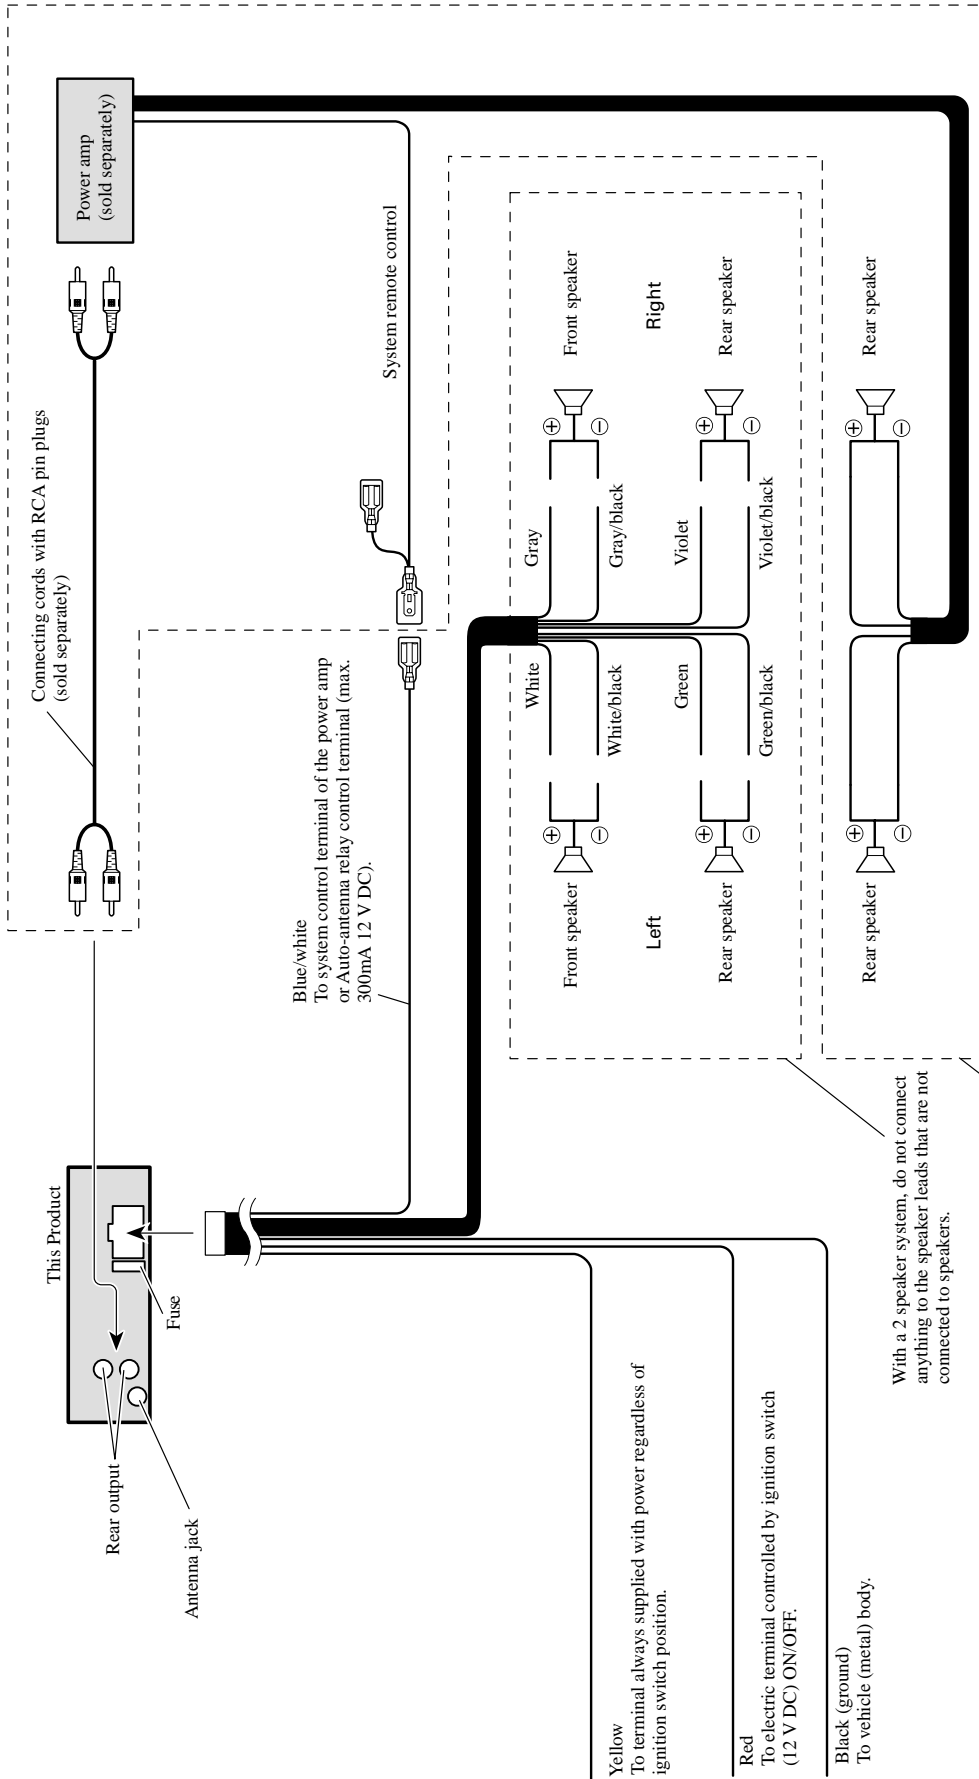 This Product
Rear output
Antenna jack
Fuse
Connecting cords with RCA pin plugs
(sold separately)
Power amp
(sold separately)
Blue/white
To system control terminal of the power amp
or Auto-antenna relay control terminal (max.
300mA 12 V DC).
System remote control
Yellow
To terminal always supplied with power regardless of
ignition switch position.
Red
To electric terminal controlled by ignition switch
(12 V DC) ON/OFF.
Black (ground)
To vehicle (metal) body.
White
Gray
Front speaker
+
+
Front speaker
−
−
White/black
Gray/black
Left
Right
Green
Violet
Rear speaker
+
+
Rear speaker
−
−
Green/black
Violet/black
Rear speaker
+
+
Rear speaker
−
−
With a 2 speaker system, do not connect
anything to the speaker leads that are not
connected to speakers.